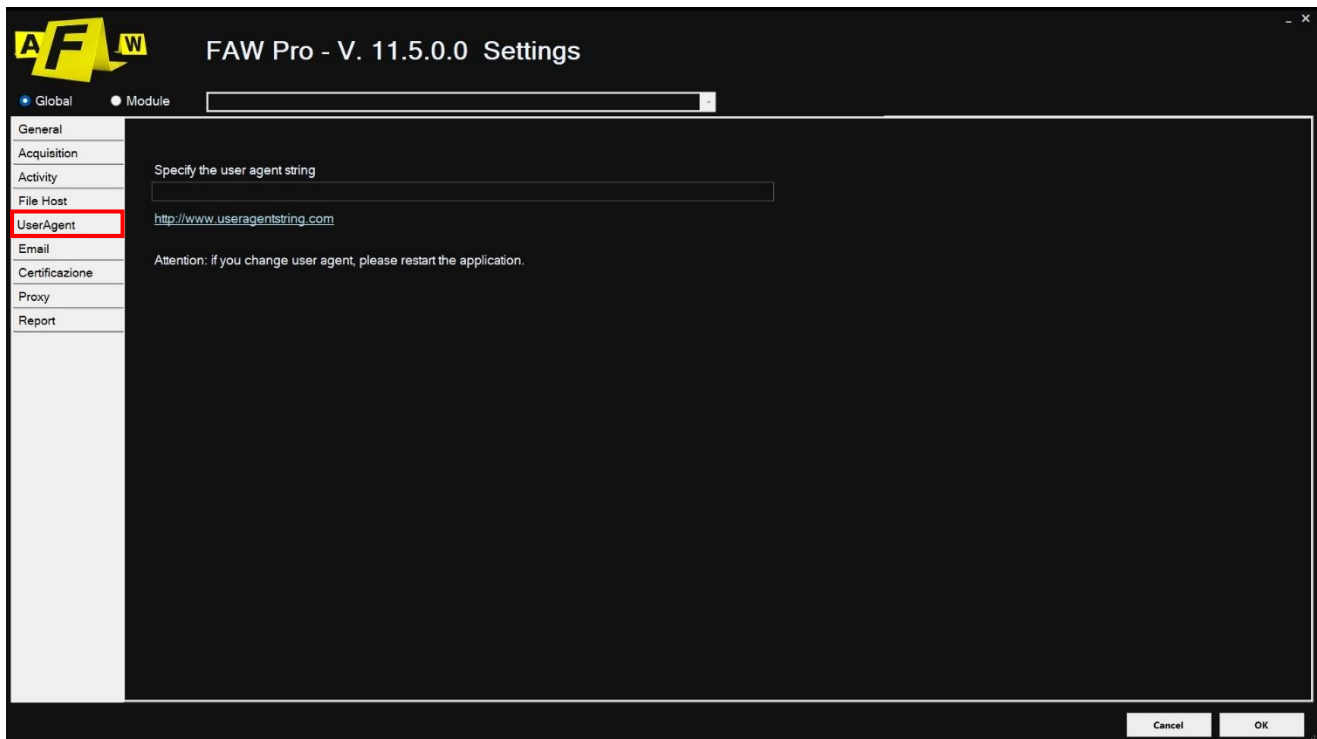 A F W
FAW Pro - V. 11.5.0.0 Settings
Global
Module
General
Acquisition
Activity
File Host
UserAgent
Email
Certificazione
Proxy
Report
Specify the user agent string
http://www.useragentstring.com
Attention: if you change user agent, please restart the application.
Cancel
OK